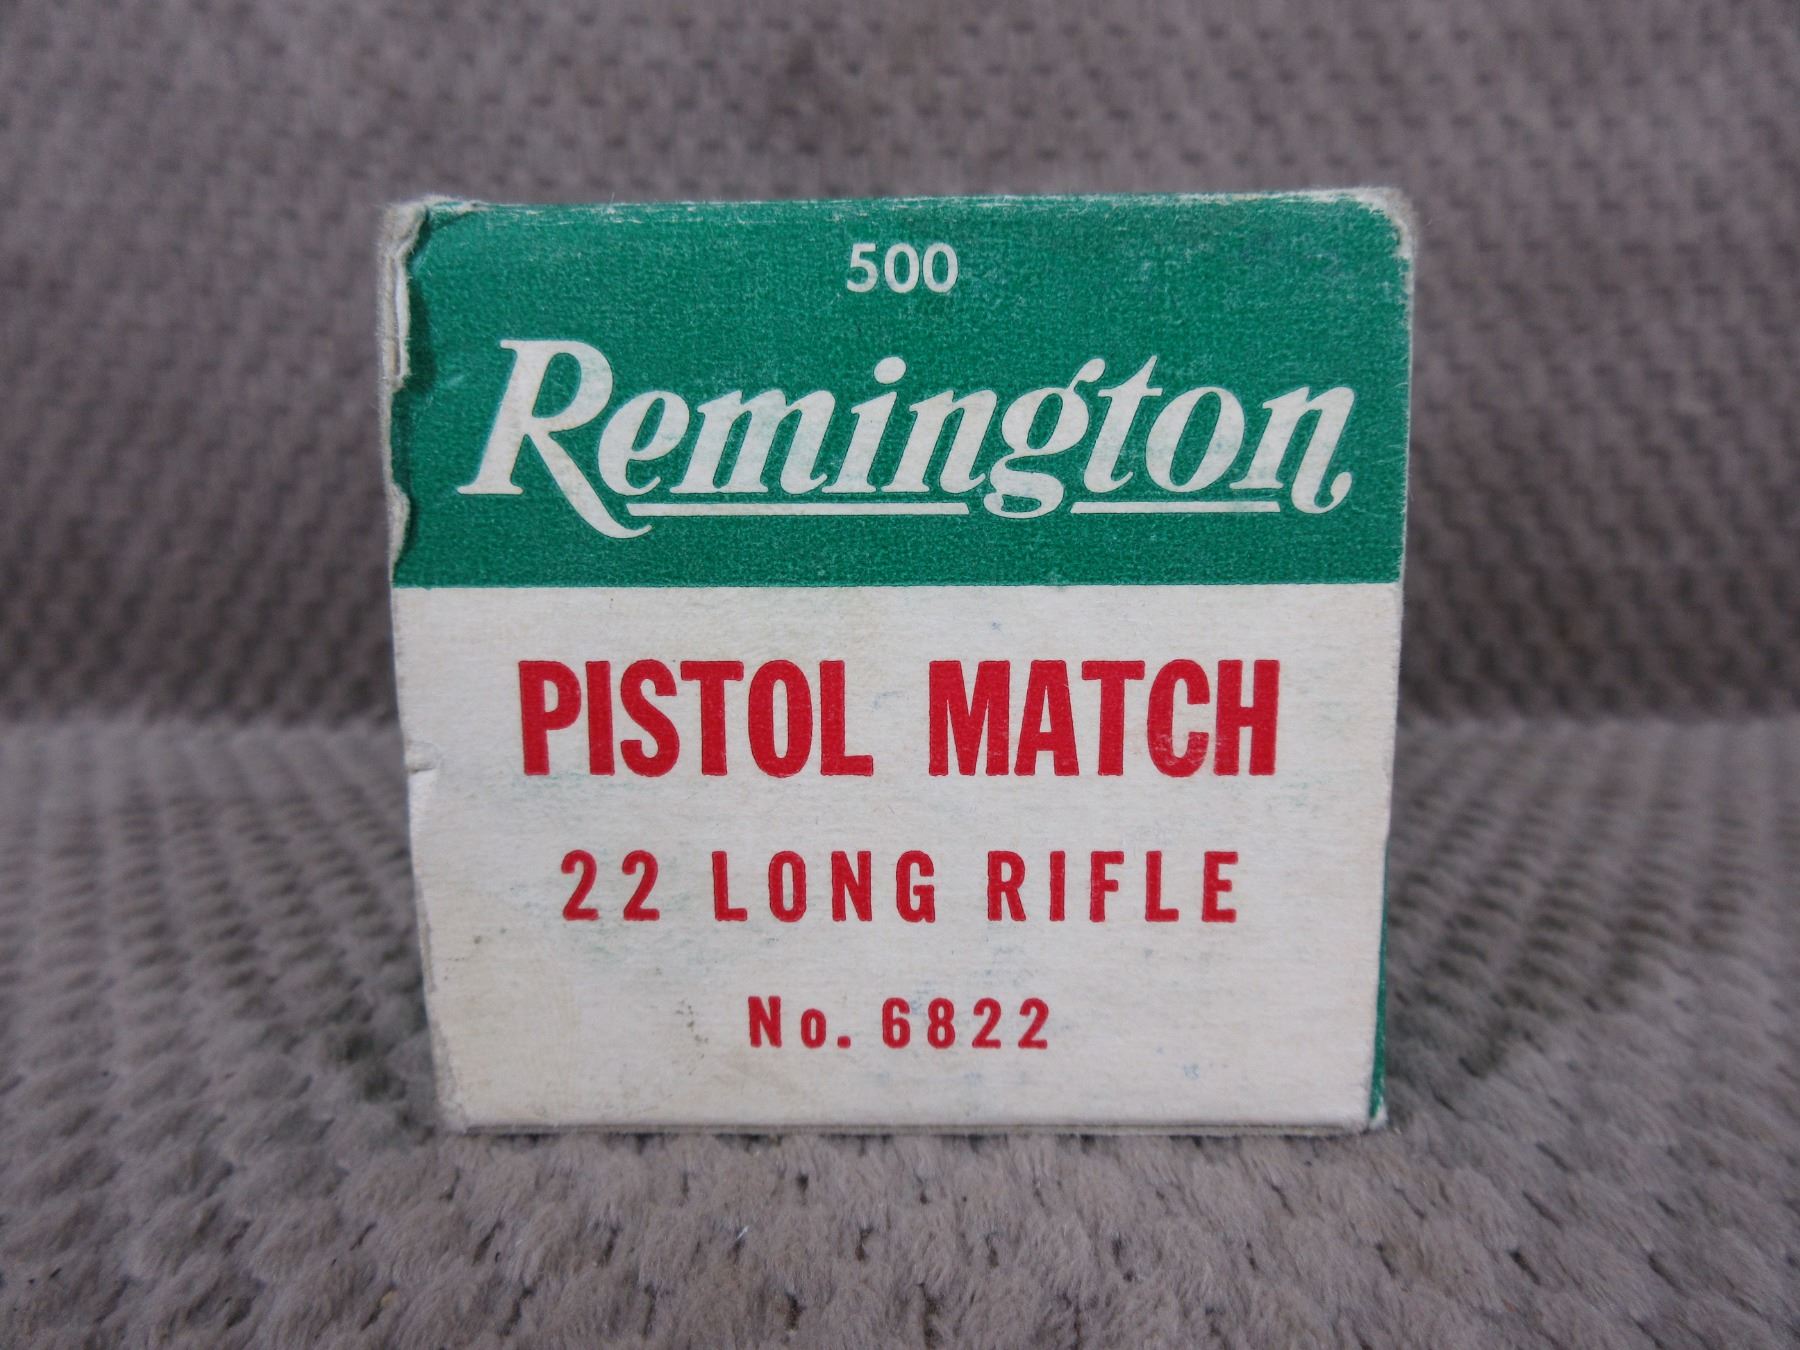 500
Remington
PISTOL MATCH
22 LONG RIFLE
No. 6822